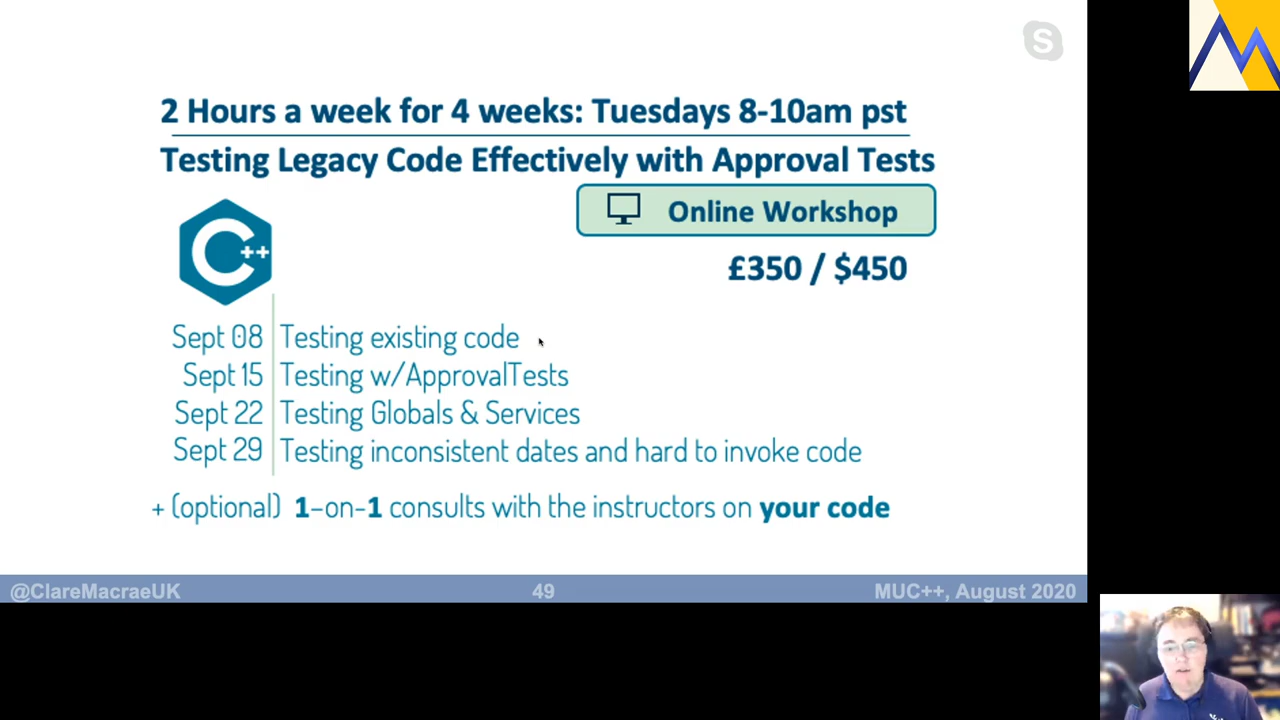 S
2 Hours a week for 4 weeks: Tuesdays 8-10am pst
Testing Legacy Code Effectively with Approval Tests
Online Workshop
C++
£350 / $450
Sept 08 Testing existing code
Sept 15 Testing w/ApprovalTests
Sept 22 Testing Globals & Services
Sept 29 Testing inconsistent dates and hard to invoke code
+ (optional) 1-on-1 consults with the instructors on your code
@ClareMacraeUK 49 MUC++, August 2020